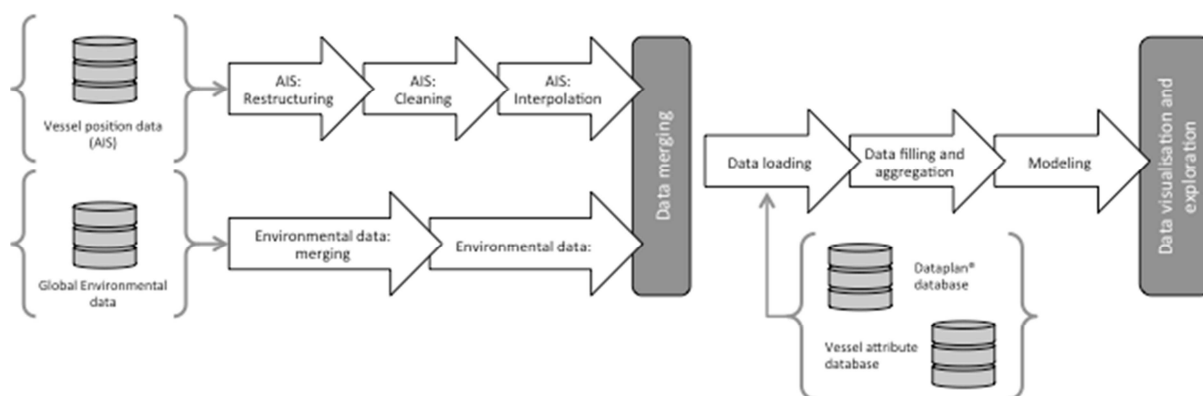 Vessel position data
(AIS)
AIS:
Restructuring
AIS:
Cleaning
AIS:
Interpolation
Global Environmental
data
Environmental data:
merging
Environmental data:
Data merging
Data loading
Data filling and
aggregation
Modeling
Dataplan®
database
Vessel attribute
database
Data visualisation and
exploration